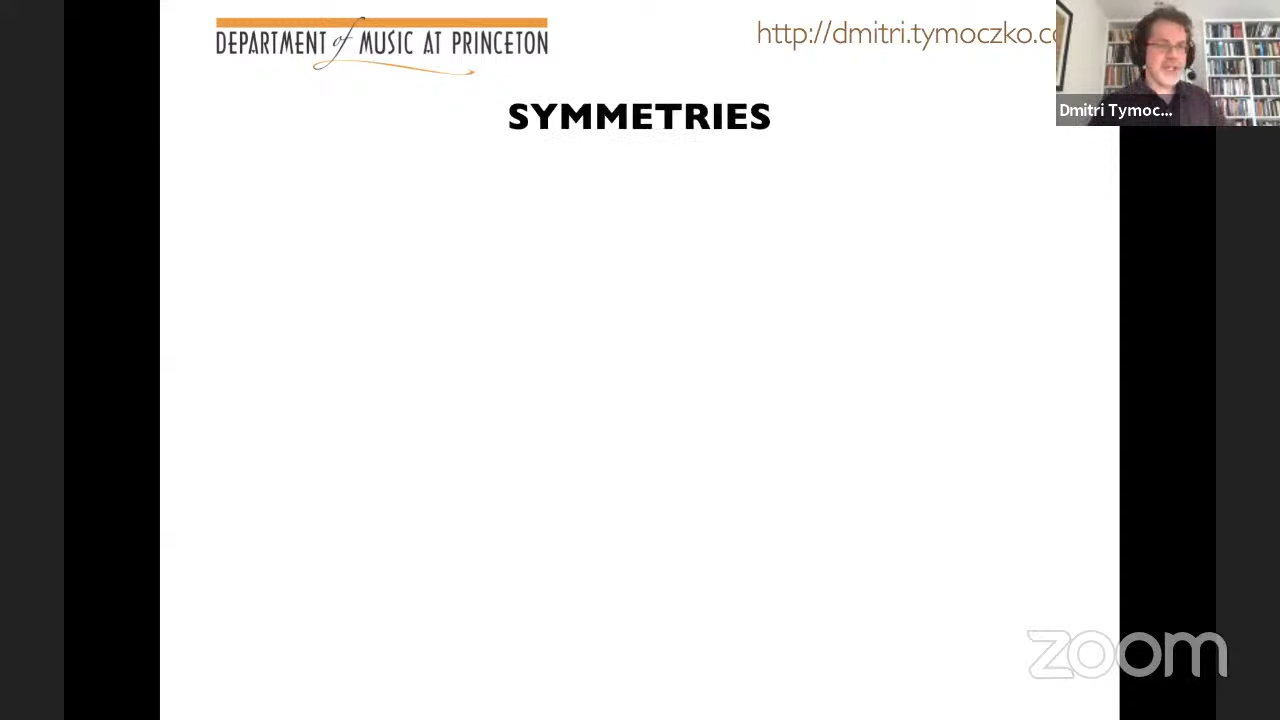 DEPARTMENT of MUSIC AT PRINCETON
http://dmitri.tymoczko.co
Dmitri Tymoc...
SYMMETRIES
zoom